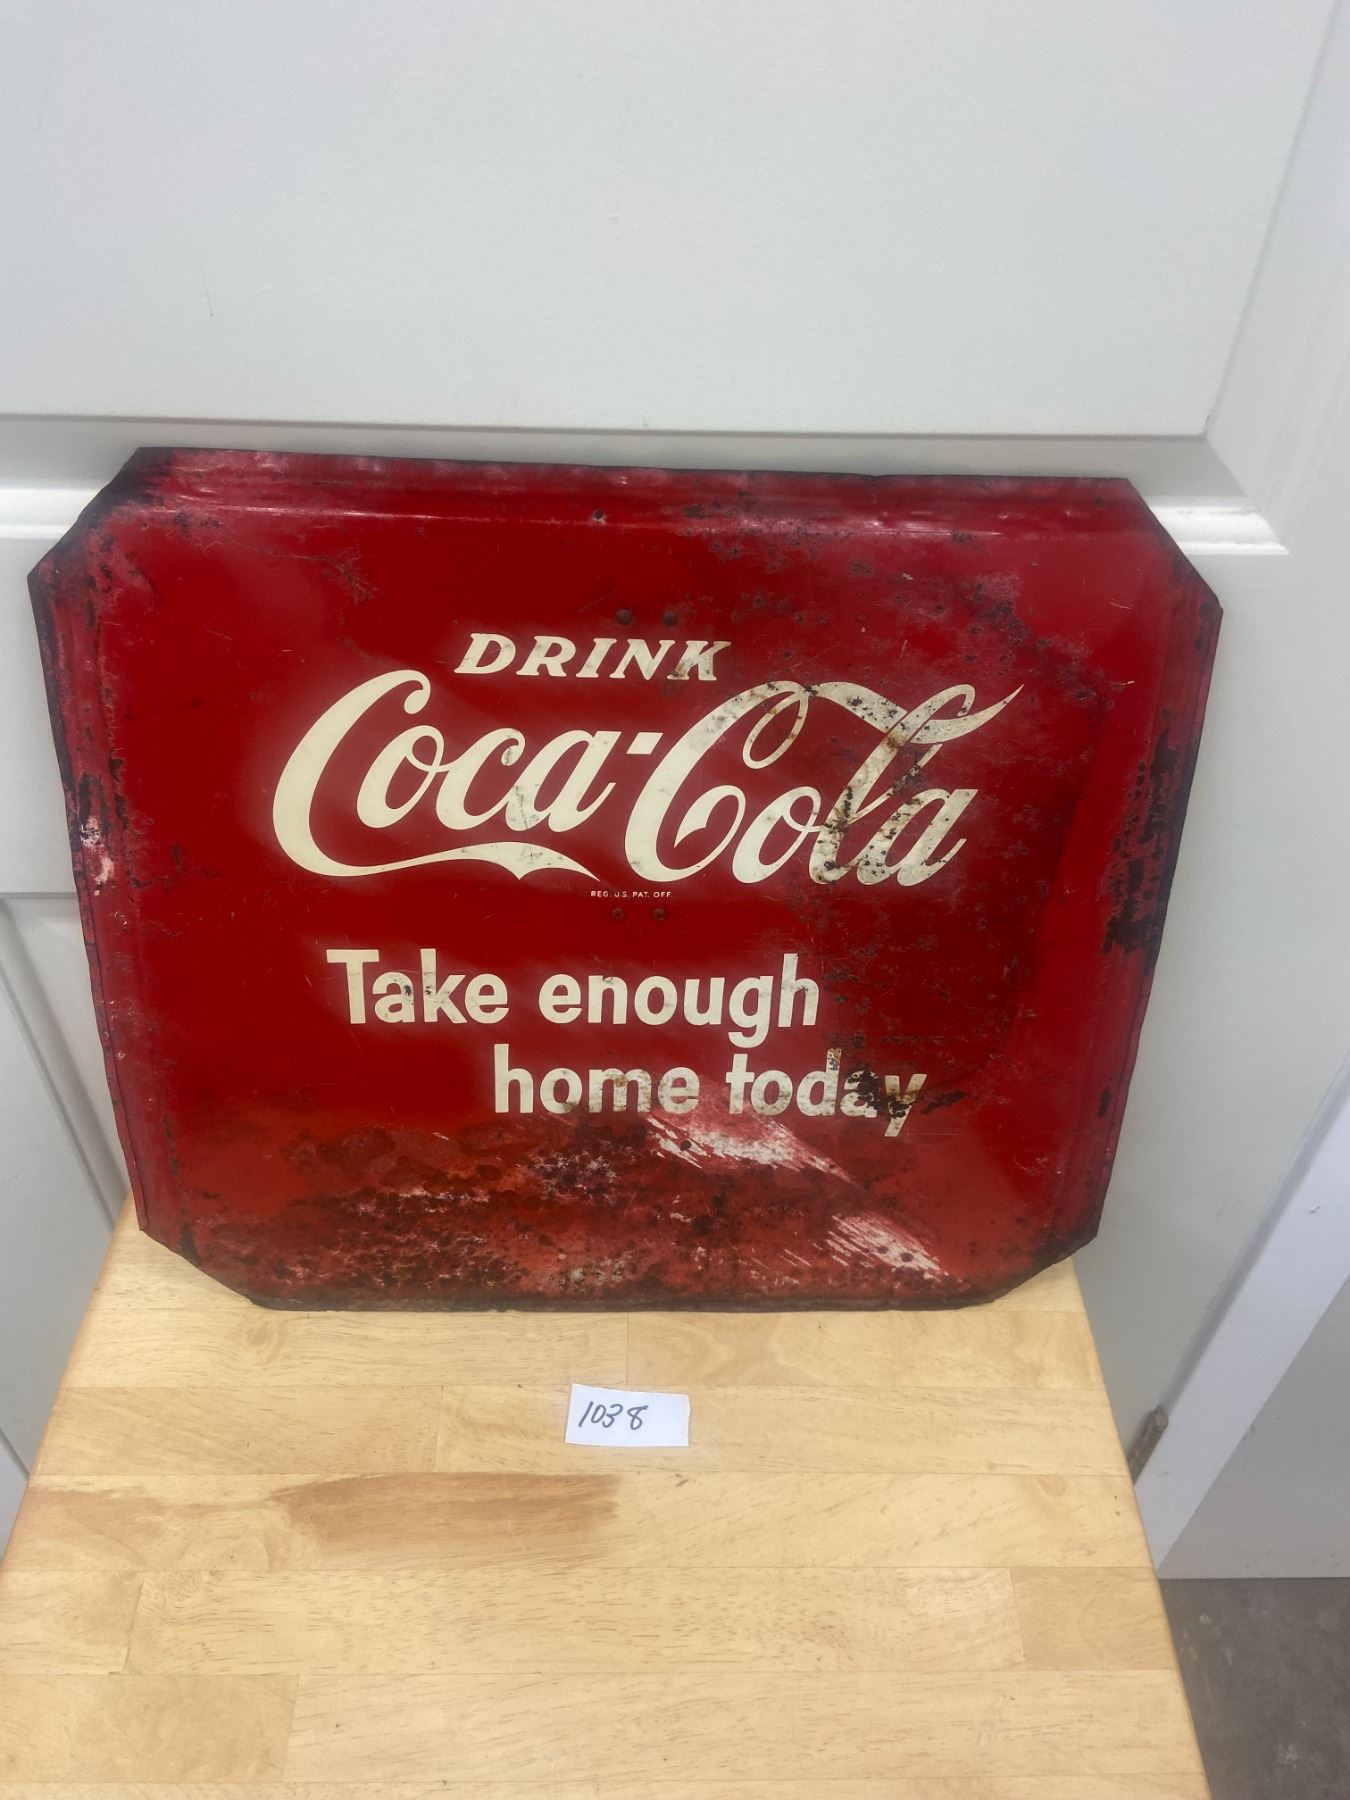 DRINK
Coca-Cola
REG. U.S. PAT. OFF.
Take enough
home today
1038